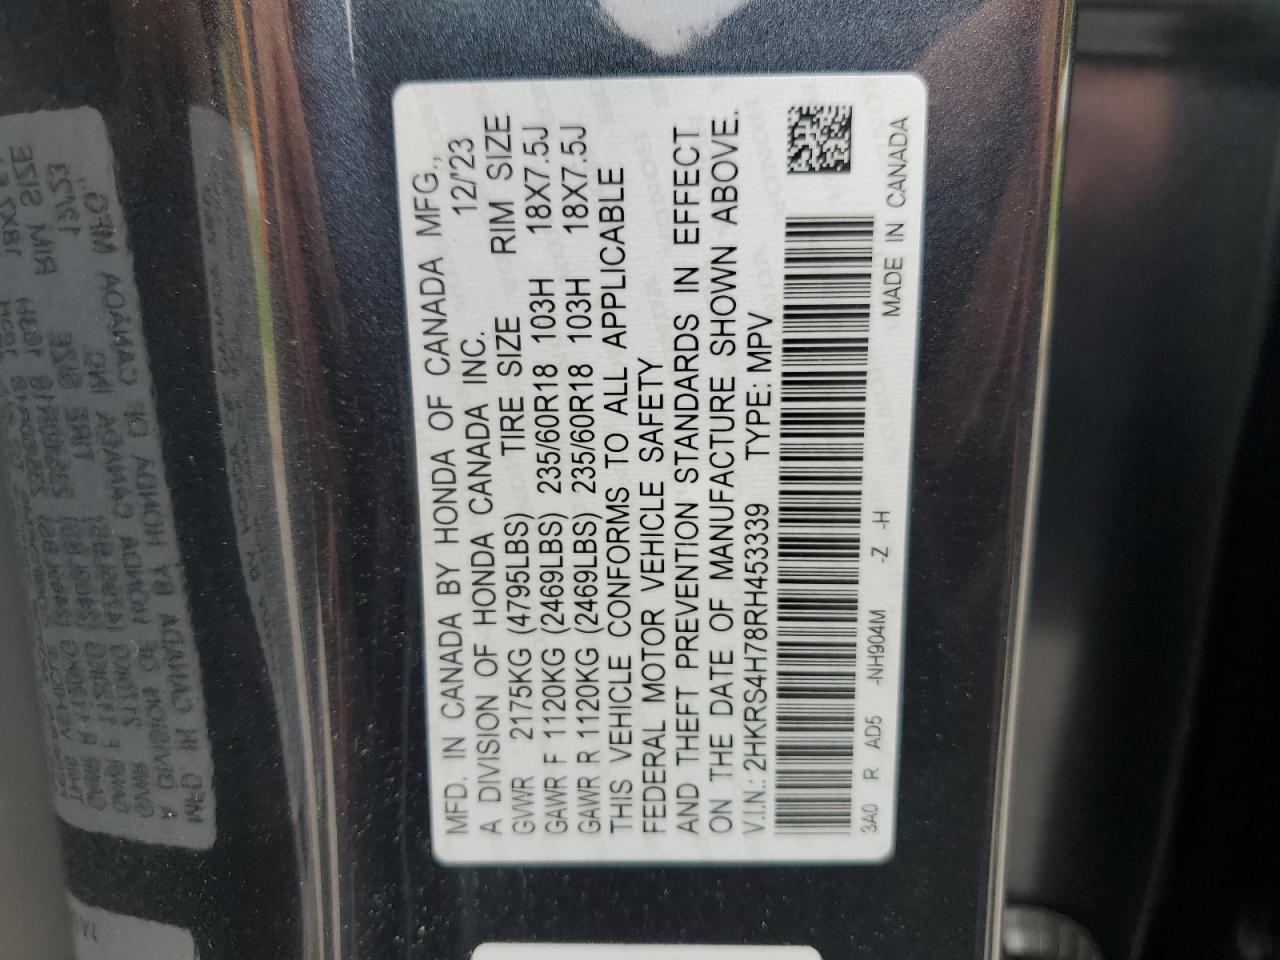 MFD. IN CANADA BY HONDA OF CANADA MFG.,
A DIVISION OF HONDA CANADA INC. 12/'23
GVWR 2175KG (4795LBS) TIRE SIZE RIM SIZE
GAWR F 1120KG (2469LBS) 235/60R18 103H 18X7.5J
GAWR R 1120KG (2469LBS) 235/60R18 103H 18X7.5J
THIS VEHICLE CONFORMS TO ALL APPLICABLE
FEDERAL MOTOR VEHICLE SAFETY
AND THEFT PREVENTION STANDARDS IN EFFECT
ON THE DATE OF MANUFACTURE SHOWN ABOVE.
V.I.N.: 2HKRS4H78RH453339 TYPE: MPV
3A0 R AD5 -NH904M -Z -H
MADE IN CANADA